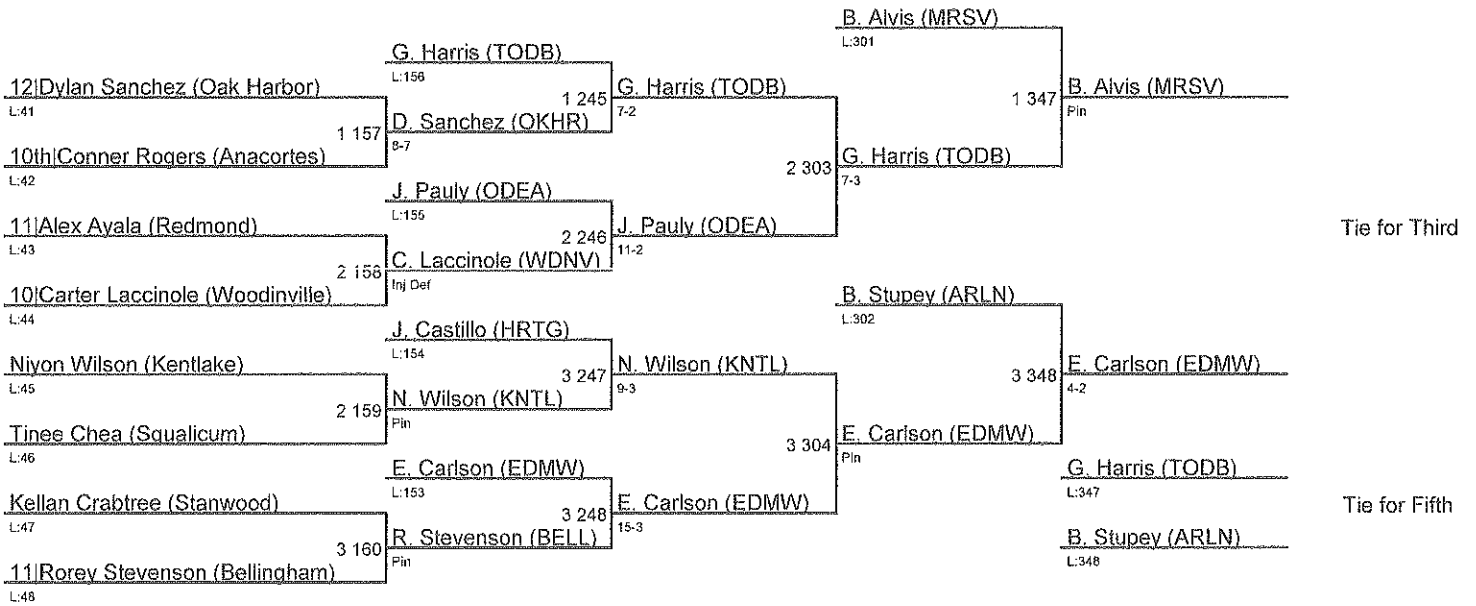 B. Alvis (MRSV)
L:301
G. Harris (TODB)
L:156
12|Dylan Sanchez (Oak Harbor)
L:41
1 245
G. Harris (TODB)
7-2
1 347
B. Alvis (MRSV)
Pin
1 157
D. Sanchez (OKHR)
8-7
10th|Conner Rogers (Anacortes)
L:42
2 303
G. Harris (TODB)
7-3
J. Pauly (ODEA)
L:155
11|Alex Ayala (Redmond)
L:43
2 246
J. Pauly (ODEA)
11-2
Tie for Third
2 158
C. Laccinole (WDNV)
Inj Def
10|Carter Laccinole (Woodinville)
L:44
B. Stupey (ARLN)
L:302
J. Castillo (HRTG)
L:154
Niyon Wilson (Kentlake)
L:45
3 247
N. Wilson (KNTL)
9-3
3 348
E. Carlson (EDMW)
4-2
2 159
N. Wilson (KNTL)
Pin
Tinee Chea (Squalicum)
L:46
3 304
E. Carlson (EDMW)
Pin
E. Carlson (EDMW)
L:153
G. Harris (TODB)
L:347
Kellan Crabtree (Stanwood)
L:47
3 248
E. Carlson (EDMW)
15-3
Tie for Fifth
3 160
R. Stevenson (BELL)
Pin
B. Stupey (ARLN)
L:348
11|Rorey Stevenson (Bellingham)
L:48